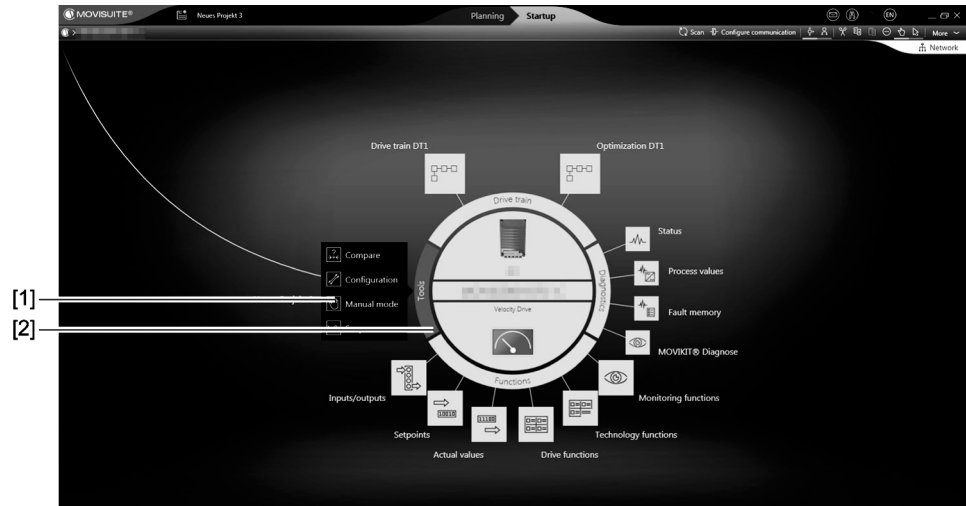 MOVISUITE®
Neues Projekt 3
Planning
Startup
EN
Scan
Configure communication
More
Network
Drive train DT1
Optimization DT1
Drive train
Status
Compare
Configuration
Tools
Diagnostics
Process values
[1]
Manual mode
Velocity Drive
Fault memory
[2]
MOVIKIT® Diagnose
Functions
Inputs/outputs
Monitoring functions
10010
11100
Setpoints
Technology functions
Actual values
Drive functions